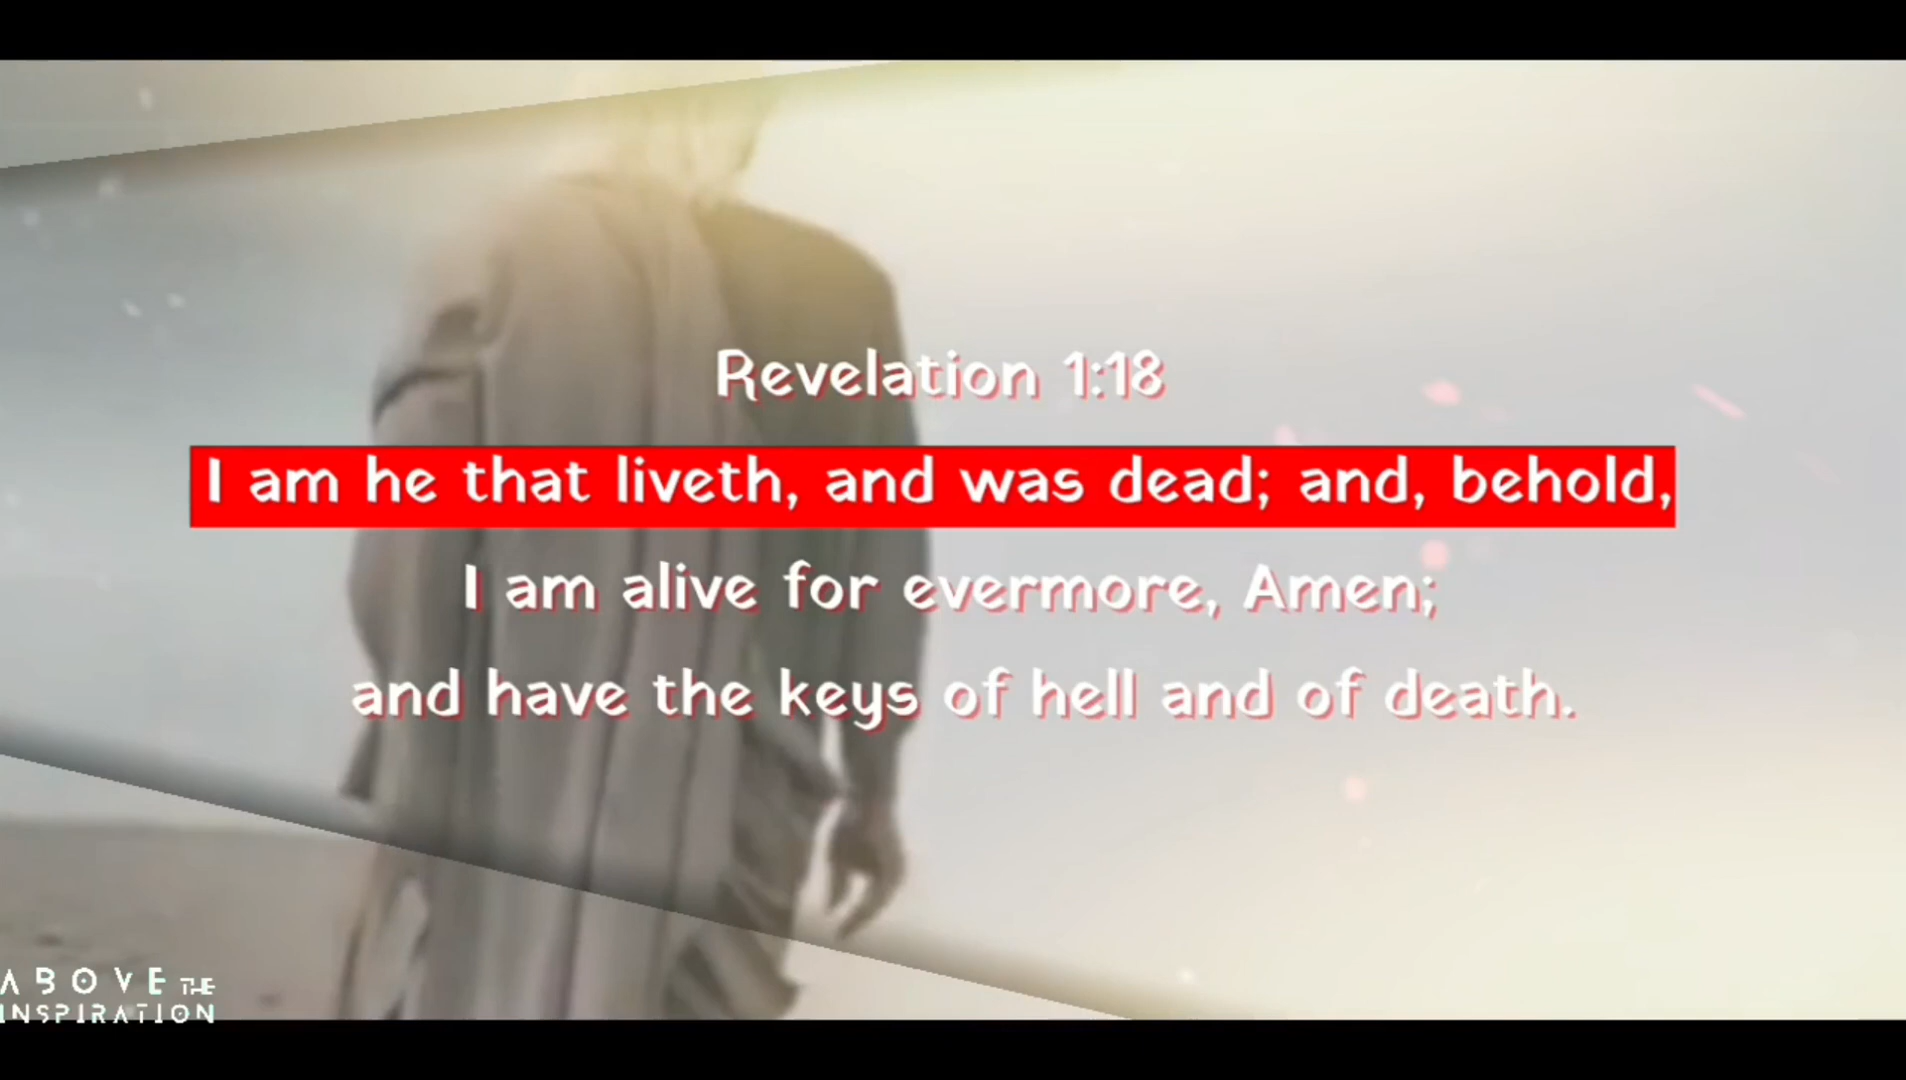 Revelation 1:18
I am he that liveth, and was dead; and, behold,
I am alive for evermore, Amen;
and have the keys of hell and of death.
ABOVE THE
INSPIRATION